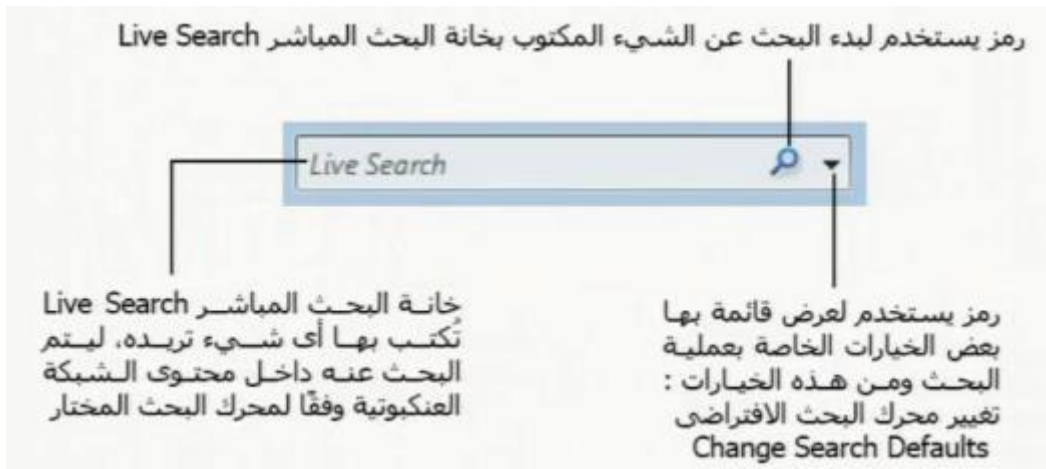 رمز يستخدم لبدء البحث عن الشيء المكتوب بخانة البحث المباشر Live Search
Live Search
رمز يستخدم لعرض قائمة بها
بعض الخيارات الخاصة بعملية
البحث ومن هذه الخيارات :
تغيير محرك البحث الافتراضى
Change Search Defaults
خانة البحث المباشر Live Search
تُكتب بها أى شيء تريده، ليتم
البحث عنه داخل محتوى الشبكة
العنكبوتية وفقًا لمحرك البحث المختار